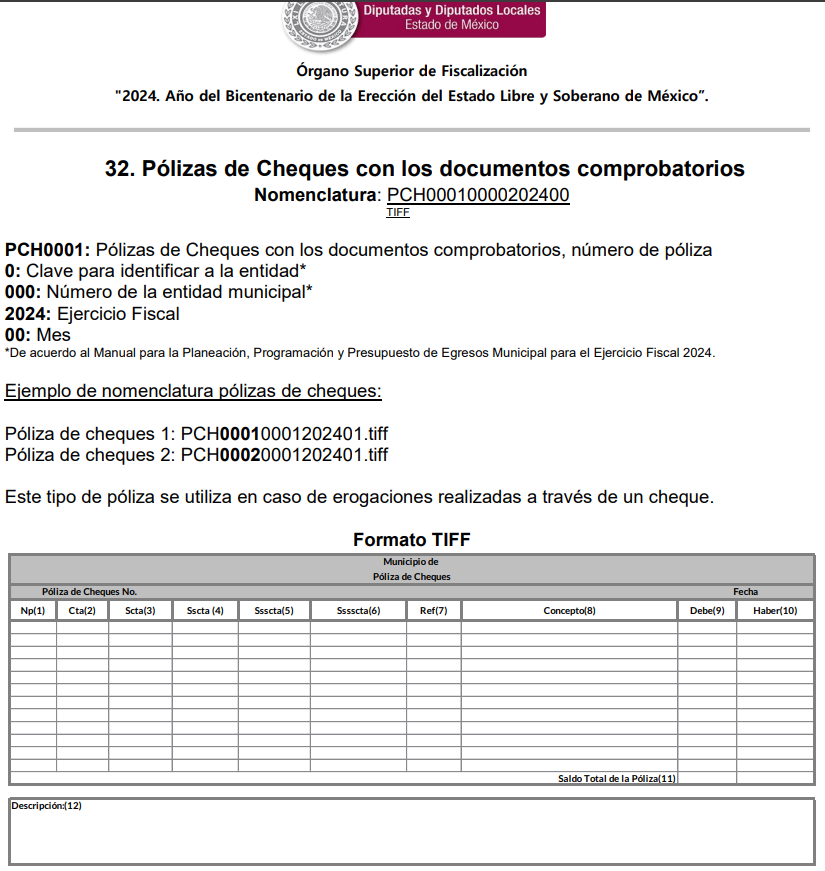 Diputadas y Diputados Locales
Estado de México
Órgano Superior de Fiscalización
"2024. Año del Bicentenario de la Erección del Estado Libre y Soberano de México”.
32. Pólizas de Cheques con los documentos comprobatorios
Nomenclatura: PCH00010000202400
TIFF
PCH0001: Pólizas de Cheques con los documentos comprobatorios, número de póliza
0: Clave para identificar a la entidad*
000: Número de la entidad municipal*
2024: Ejercicio Fiscal
00: Mes
*De acuerdo al Manual para la Planeación, Programación y Presupuesto de Egresos Municipal para el Ejercicio Fiscal 2024.
Ejemplo de nomenclatura pólizas de cheques:
Póliza de cheques 1: PCH00010001202401.tiff
Póliza de cheques 2: PCH00020001202401.tiff
Este tipo de póliza se utiliza en caso de erogaciones realizadas a través de un cheque.
Formato TIFF
Municipio de
Póliza de Cheques
Póliza de Cheques No. Fecha
Np(1) Cta(2) Scta(3) Sscta (4) Ssscta(5) Sssscta(6) Ref(7) Concepto(8) Debe(9) Haber(10)
Saldo Total de la Póliza(11)
Descripción:(12)